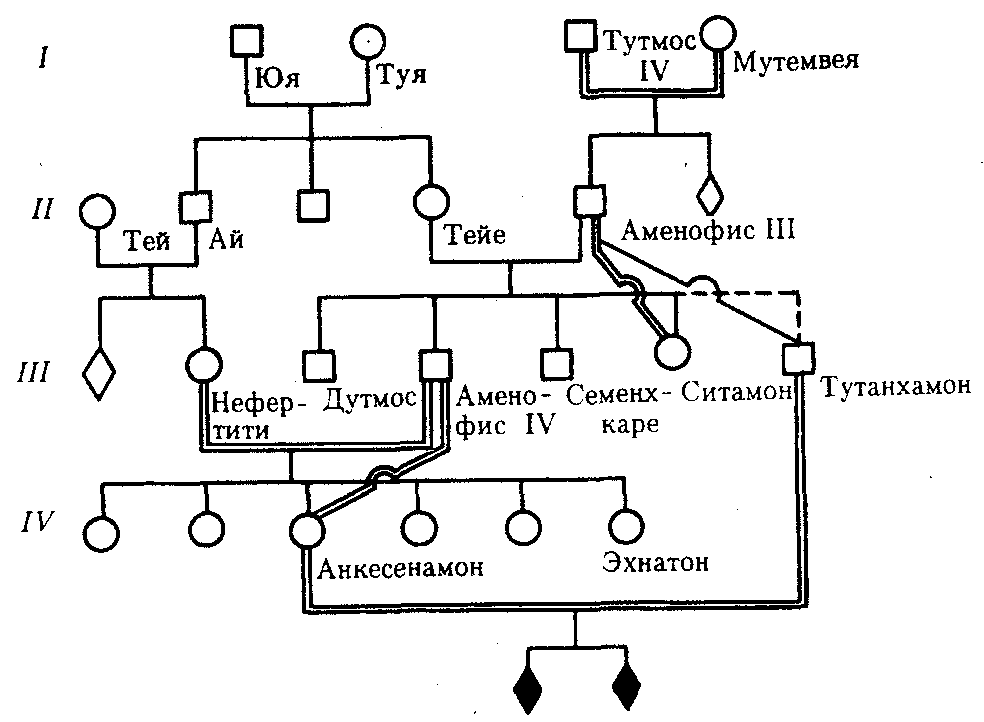 I
Юя
Туя
Тутмос
IV
Мутемвея
II
Тей
Ай
Тейе
Аменофис III
III
Нефер-
тити
Дутмос
Амено-
фис IV
Семенх-
каре
Ситамон
Тутанхамон
IV
Анкесенамон
Эхнатон